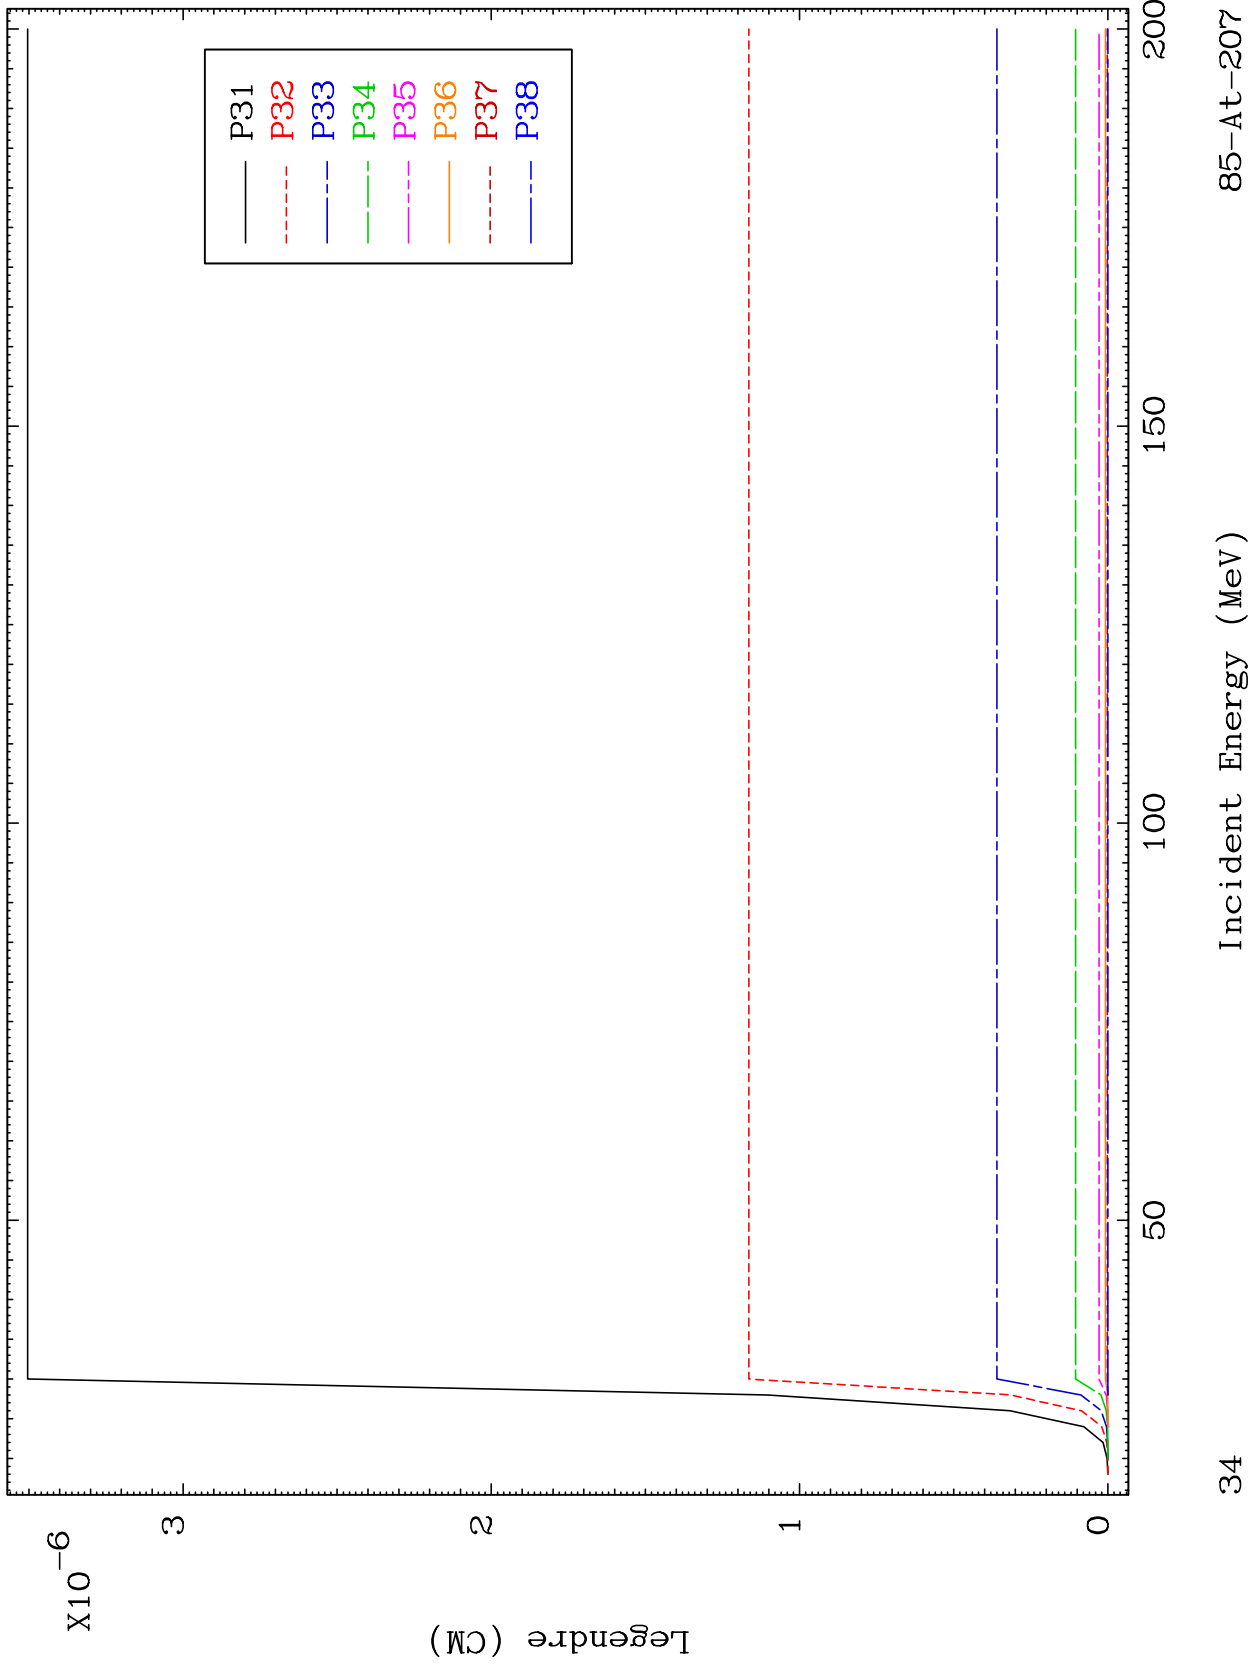 X10-6
3
2
1
0
Legendre (CM)
P31
P32
P33
P34
P35
P36
P37
P38
50
100
150
200
Incident Energy (MeV)
34
85-At-207